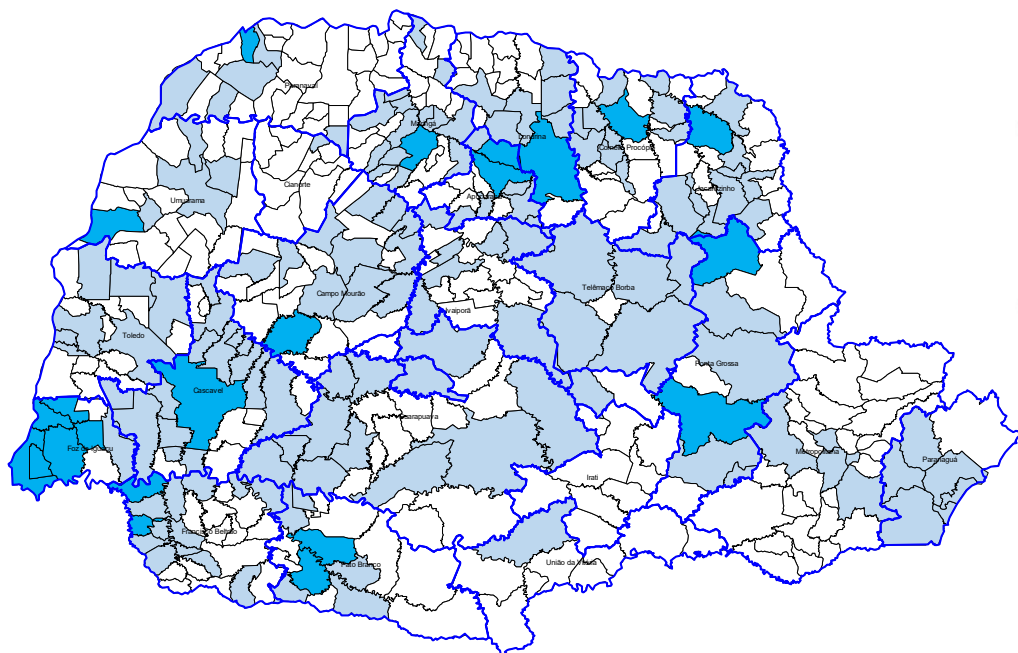 Paranavaí
Maringá
Londrina
Cornélio Procópio
Cianorte
Jacarezinho
Apucarana
Umuarama
Telêmaco Borba
Campo Mourão
Ivaiporã
Toledo
Ponta Grossa
Cascavel
Guarapuava
Foz do Iguaçu
Metropolitana
Paranaguá
Irati
Francisco Beltrão
União da Vitória
Pato Branco